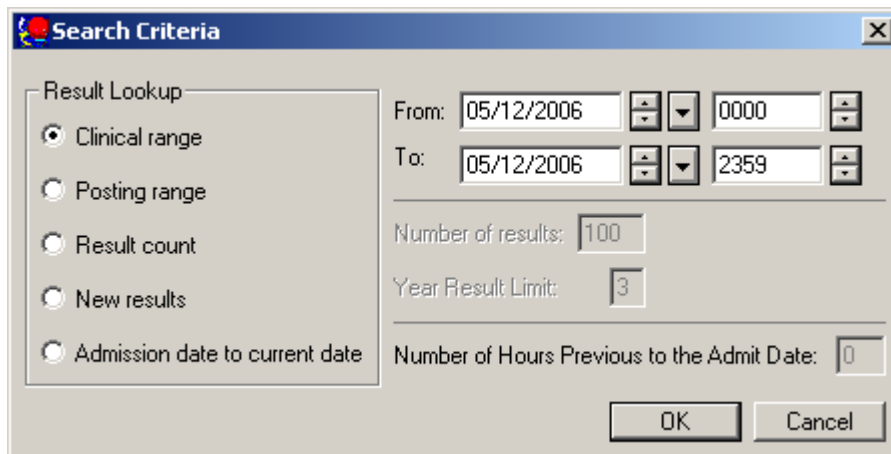 Search Criteria
Result Lookup
Clinical range
Posting range
Result count
New results
Admission date to current date
From: 05/12/2006 0000
To: 05/12/2006 2359
Number of results: 100
Year Result Limit: 3
Number of Hours Previous to the Admit Date: 0
OK Cancel